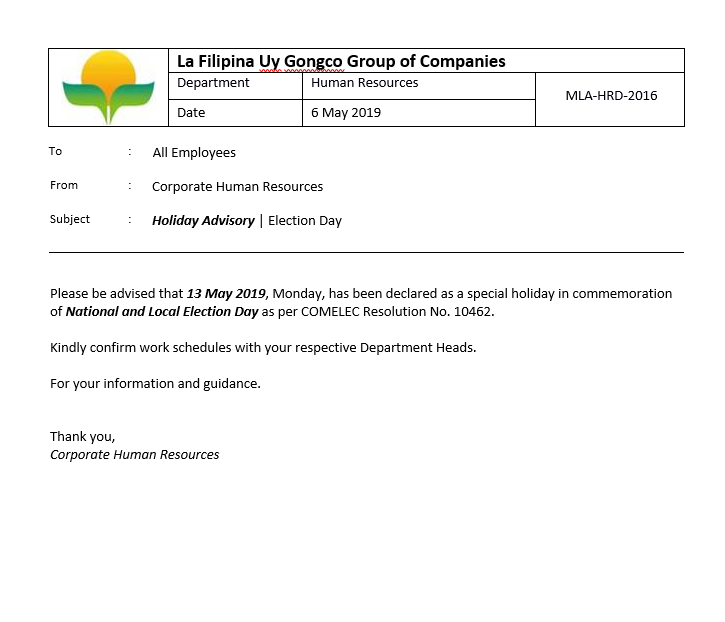 La Filipina Uy Gongco Group of Companies
Department Human Resources
MLA-HRD-2016
Date 6 May 2019
To : All Employees
From : Corporate Human Resources
Subject : Holiday Advisory | Election Day
Please be advised that 13 May 2019, Monday, has been declared as a special holiday in commemoration
of National and Local Election Day as per COMELEC Resolution No. 10462.
Kindly confirm work schedules with your respective Department Heads.
For your information and guidance.
Thank you,
Corporate Human Resources